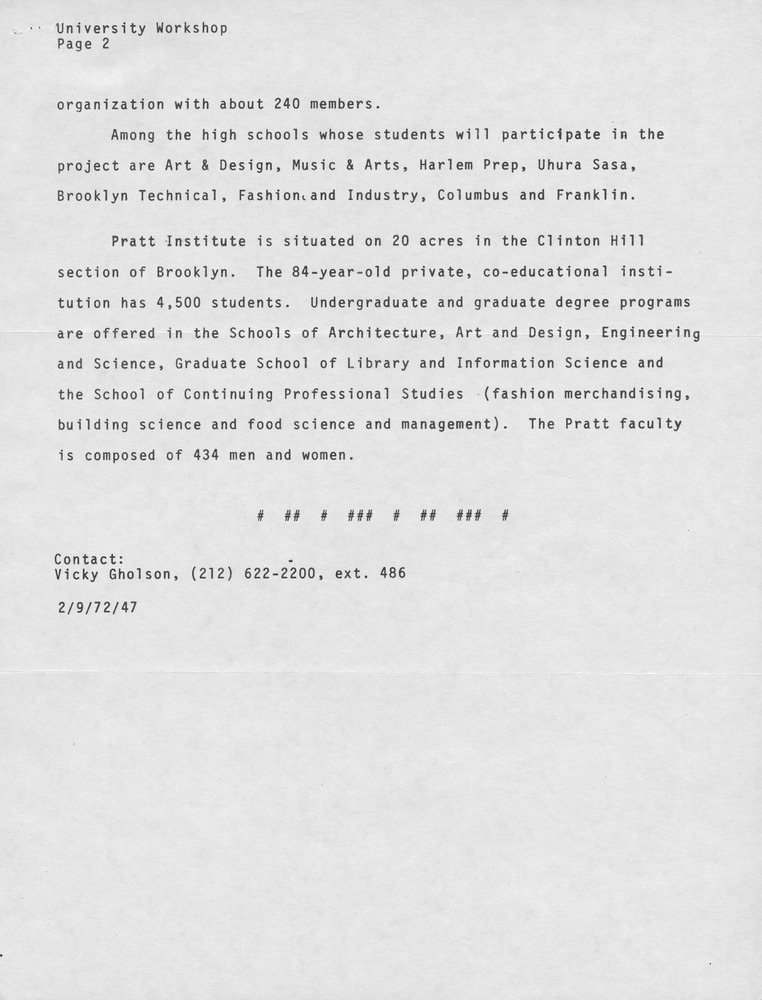 University Workshop
Page 2
organization with about 240 members.
Among the high schools whose students will participate in the
project are Art & Design, Music & Arts, Harlem Prep, Uhura Sasa,
Brooklyn Technical, Fashion and Industry, Columbus and Franklin.
Pratt Institute is situated on 20 acres in the Clinton Hill
section of Brooklyn. The 84-year-old private, co-educational insti-
tution has 4,500 students. Undergraduate and graduate degree programs
are offered in the Schools of Architecture, Art and Design, Engineering
and Science, Graduate School of Library and Information Science and
the School of Continuing Professional Studies (fashion merchandising,
building science and food science and management). The Pratt faculty
is composed of 434 men and women.
# ## # ### # ## ### #
Contact:
Vicky Gholson, (212) 622-2200, ext. 486
2/9/72/47